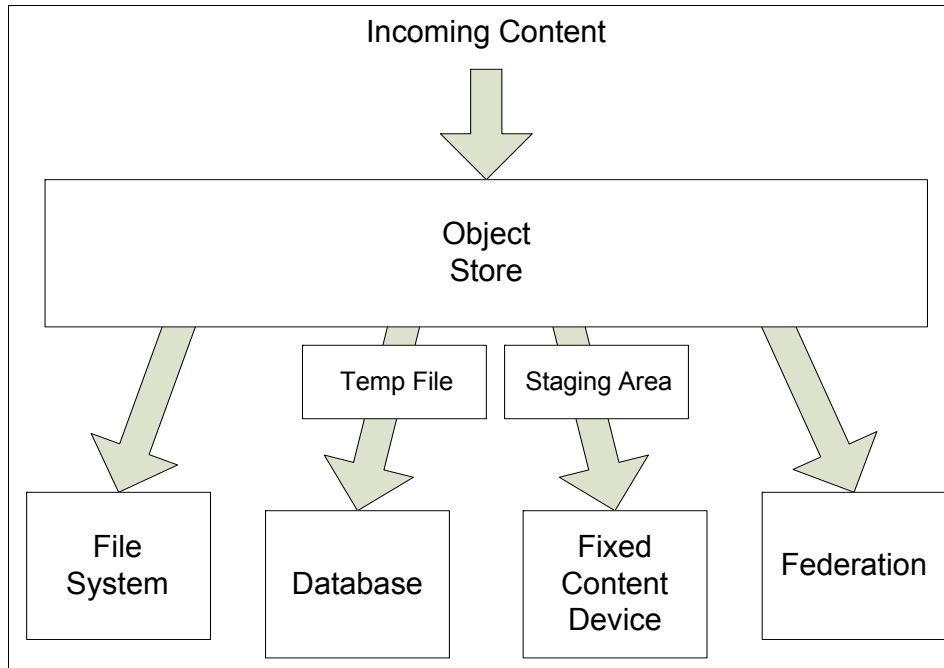 Incoming Content
Object
Store
Temp File
Staging Area
File
System
Database
Fixed
Content
Device
Federation